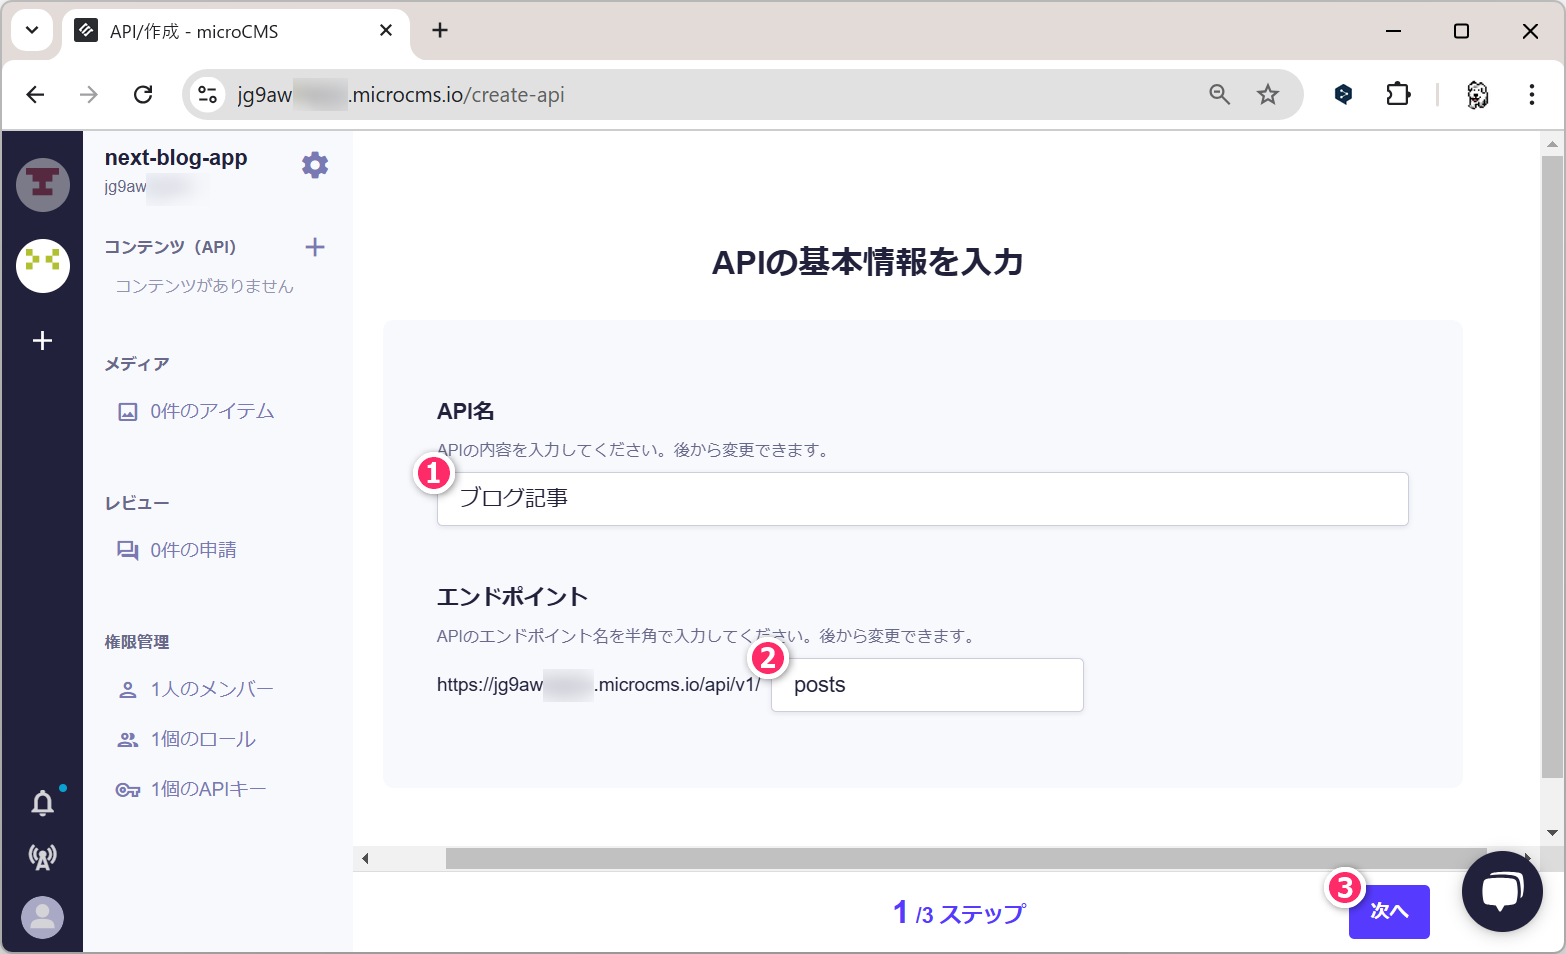 API/作成 - microCMS
jg9aw .microcms.io/create-api
next-blog-app
jg9aw
コンテンツ（API）
コンテンツがありません
メディア
0件のアイテム
レビュー
0件の申請
権限管理
1人のメンバー
1個のロール
1個のAPIキー
APIの基本情報を入力
API名
APIの内容を入力してください。後から変更できます。
1
ブログ記事
エンドポイント
APIのエンドポイント名を半角で入力してください。後から変更できます。
2
https://jg9aw .microcms.io/api/v1/ posts
1 /3 ステップ
3
次へ